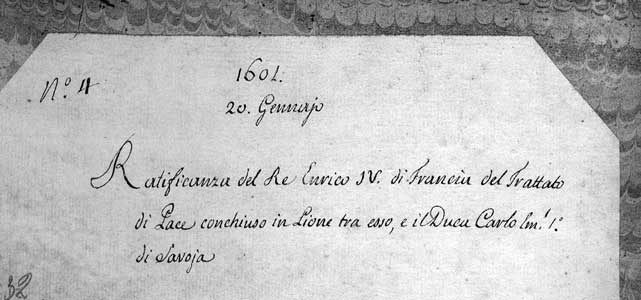 N.° 4
1601.
20. Gennajo
Ratificanza del Re Enrico IV. di Francia del Trattato
di Pace conchiuso in Lione tra esso, e il Duca Carlo Em.l 1.°
di Savoja
32